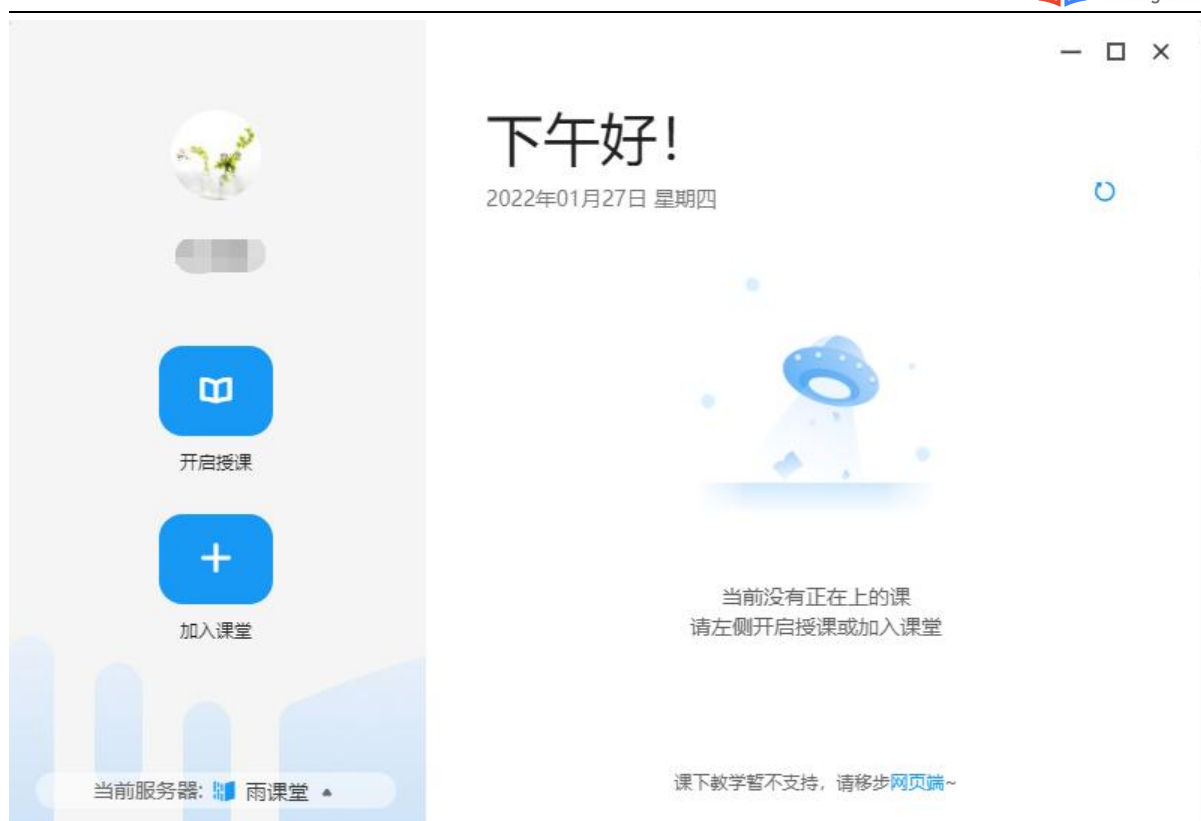 下午好！
2022年01月27日 星期四
开启授课
加入课堂
当前没有正在上的课
请左侧开启授课或加入课堂
当前服务器: 雨课堂
课下教学暂不支持，请移步网页端~